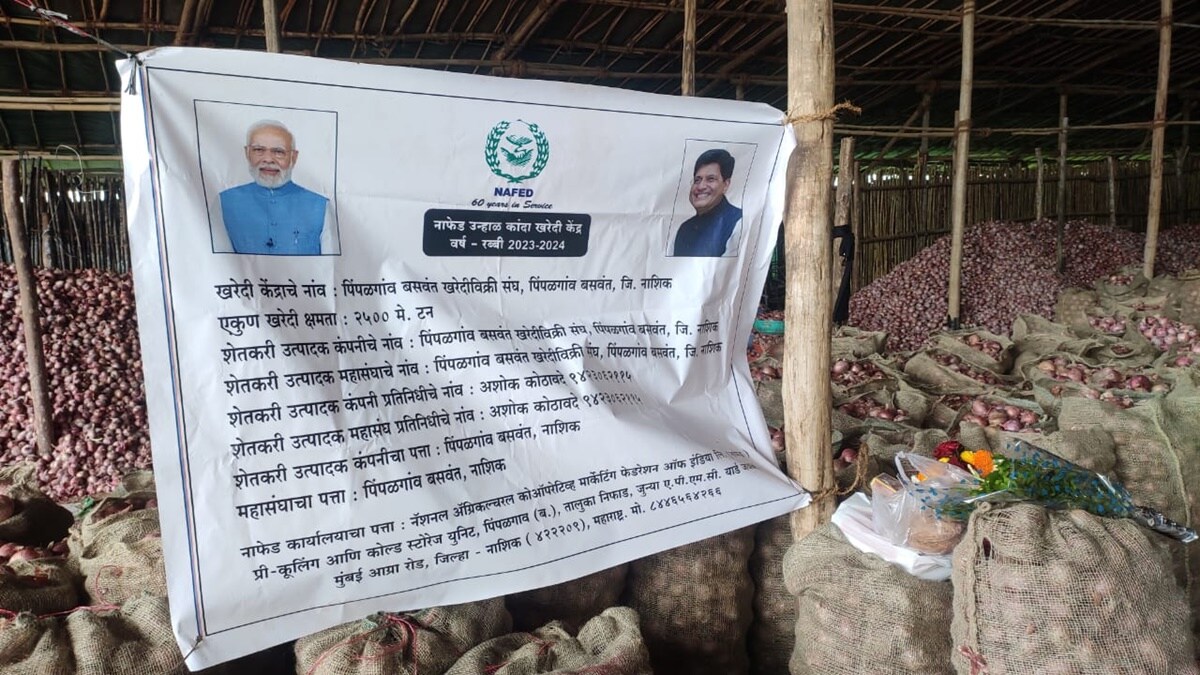 NAFED
60 years in Service
नाफेड उन्हाळ कांदा खरेदी केंद्र
वर्ष - रब्बी 2023-2024
खरेदी केंद्राचे नांव : पिंपळगांव बसवंत खरेदीविक्री संघ, पिंपळगांव बसवंत, जि. नाशिक
एकुण खरेदी क्षमता : २५०० मे. टन
शेतकरी उत्पादक कंपनीचे नांव : पिंपळगांव बसवंत खरेदीविक्री संघ, पिंपळगांव बसवंत, जि. नाशिक
शेतकरी उत्पादक महासंघाचे नाव : पिंपळगांव बसवंत खरेदीविक्री संघ, पिंपळगांव बसवंत, जि. नाशिक
शेतकरी उत्पादक कंपनी प्रतिनिधीचे नांव : अशोक कोठावदे ९४२३०६२११५
शेतकरी उत्पादक महासंघ प्रतिनिधीचे नांव : अशोक कोठावदे ९४२३०६२११५
शेतकरी उत्पादक कंपनीचा पत्ता : पिंपळगांव बसवंत, नाशिक
महासंघाचा पत्ता : पिंपळगांव बसवंत, नाशिक
नाफेड कार्यालयाचा पत्ता : नॅशनल ॲग्रिकल्चरल कोऑपरेटिव्ह मार्केटिंग फेडरेशन ऑफ इंडिया लि
प्री-कूलिंग आणि कोल्ड स्टोरेज युनिट, पिंपळगाव (ब.), तालुका निफाड, जुन्या ए.पी.एम.सी. यार्ड
मुंबई आग्रा रोड, जिल्हा - नाशिक ( ४२२२०९), महाराष्ट्र. मो. ८४४६५६४२६६